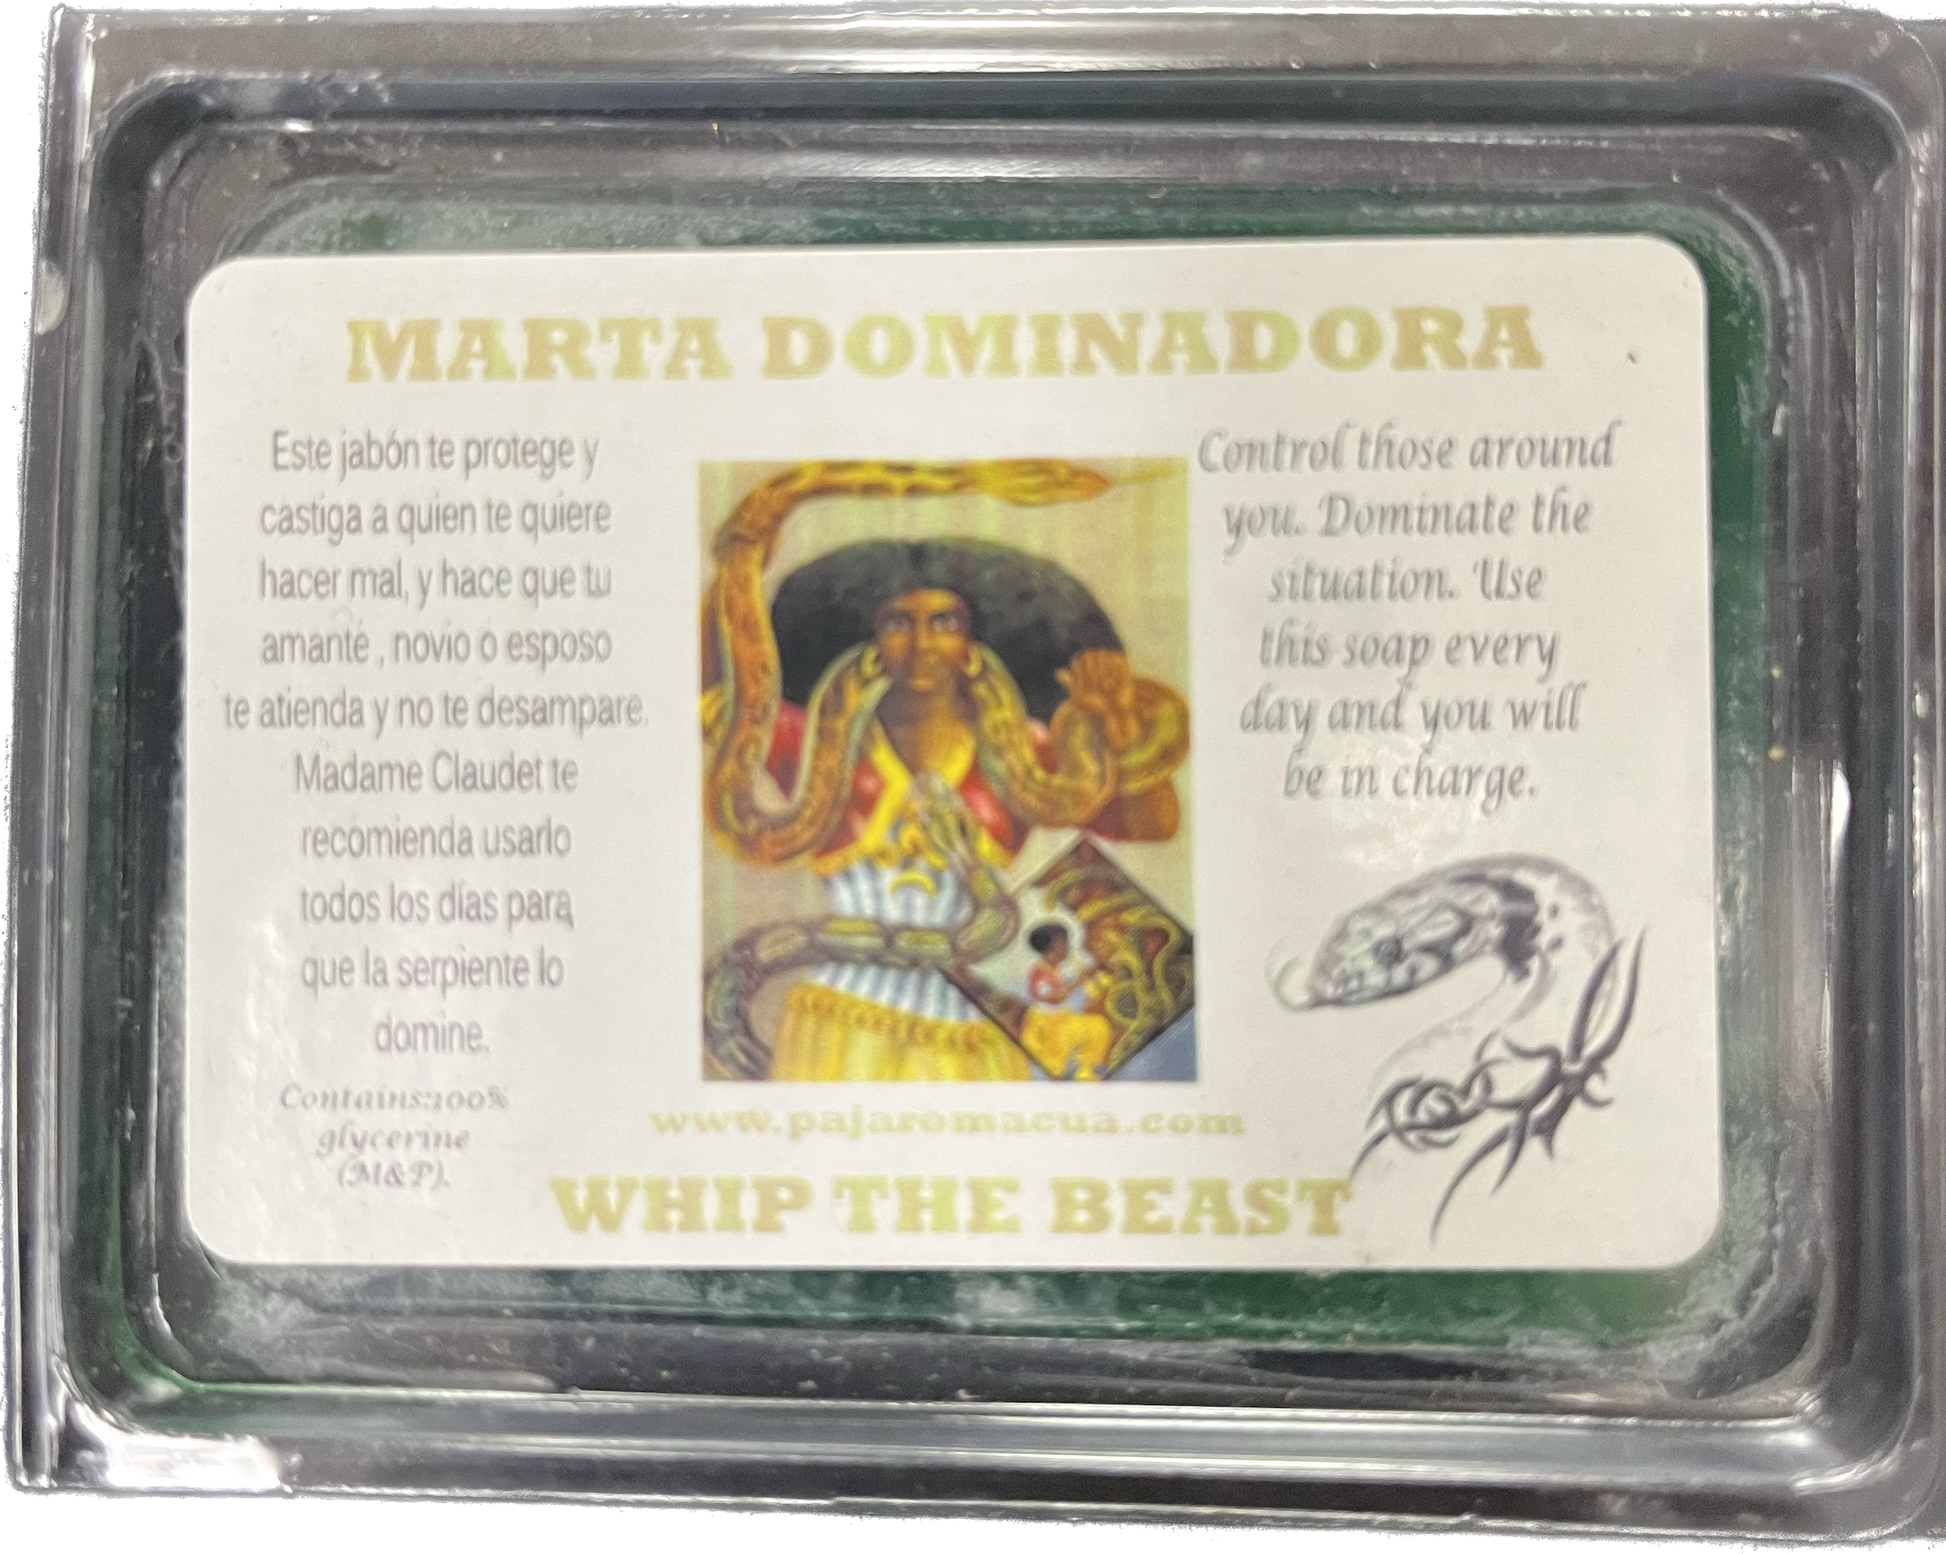 MARTA DOMINADORA
Este jabón te protege y
castiga a quien te quiere
hacer mal, y hace que tu
amante , novio o esposo
te atienda y no te desampare.
Madame Claudet te
recomienda usarlo
todos los días para
que la serpiente lo
domine.
Contains:100%
glycerine
(M&P).
Control those around
you. Dominate the
situation. Use
this soap every
day and you will
be in charge.
www.pajaromacua.com
WHIP THE BEAST